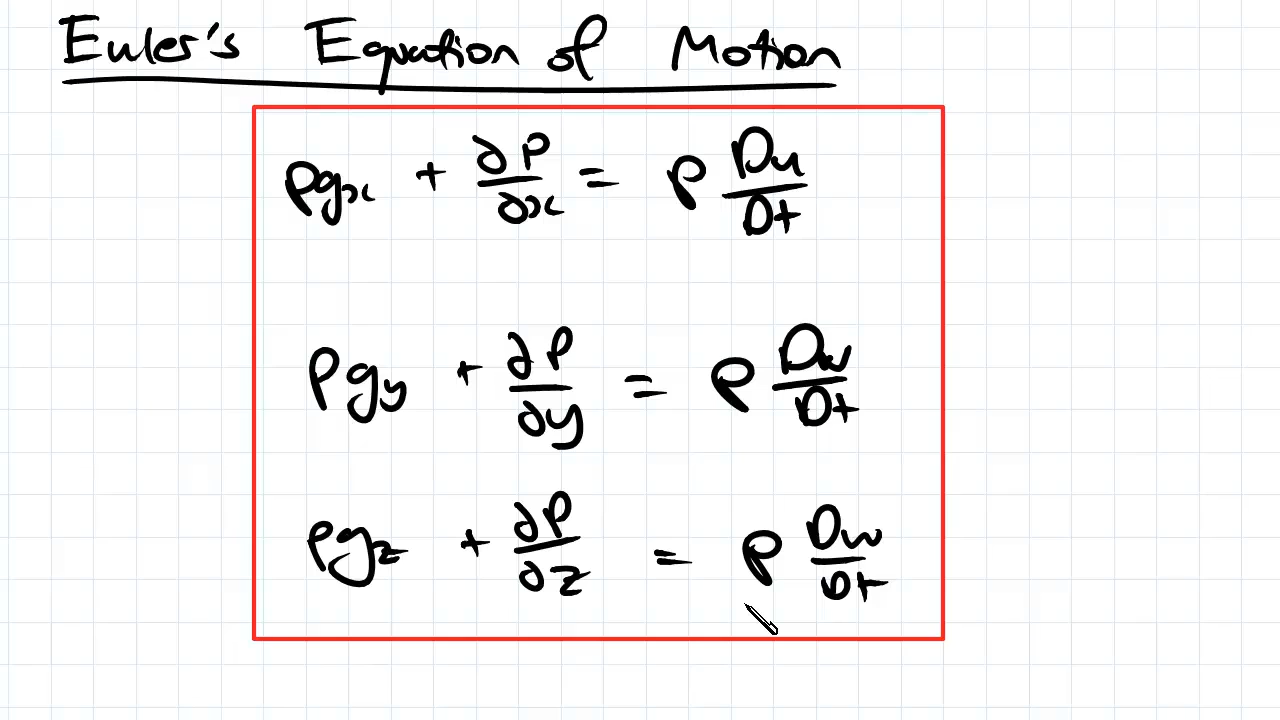 Euler's Equation of Motion
ρgx + ∂P/∂x = ρ Du/Dt
ρgy + ∂P/∂y = ρ Dv/Dt
ρgz + ∂P/∂z = ρ Dw/Dt